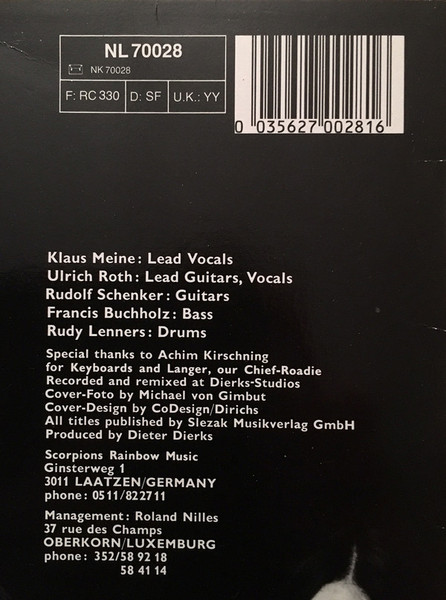 NL 70028
NK 70028
F: RC 330 D: SF U.K.: YY
0 035627 002816
Klaus Meine: Lead Vocals
Ulrich Roth: Lead Guitars, Vocals
Rudolf Schenker: Guitars
Francis Buchholz: Bass
Rudy Lenners: Drums
Special thanks to Achim Kirschning
for Keyboards and Langer, our Chief-Roadie
Recorded and remixed at Dierks-Studios
Cover-Foto by Michael von Gimbut
Cover-Design by CoDesign/Dirichs
All titles published by Slezak Musikverlag GmbH
Produced by Dieter Dierks
Scorpions Rainbow Music
Ginsterweg 1
3011 LAATZEN/GERMANY
phone: 0511/822711
Management: Roland Nilles
37 rue des Champs
OBERKORN/LUXEMBURG
phone: 352/58 92 18
58 41 14